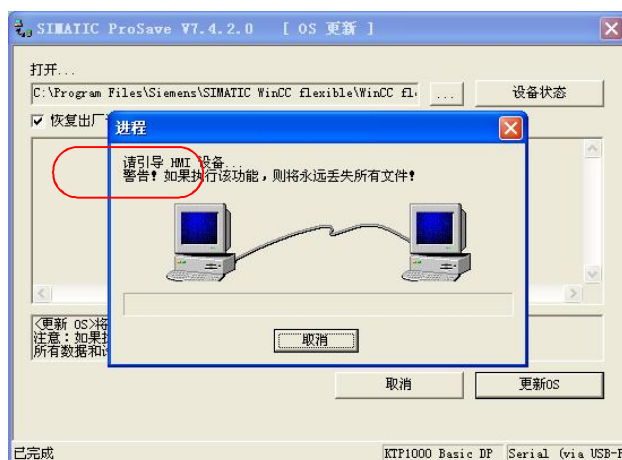 SIMATIC ProSave V7.4.2.0 [ OS 更新 ]
打开...
C:\Program Files\Siemens\SIMATIC WinCC flexible\WinCC fl
...
设备状态
恢复出厂
进程
请引导 HMI 设备...
警告！如果执行该功能，则将永远丢失所有文件！
取消
<更新 OS>将
注意：如果
所有数据和
取消
更新OS
已完成
KTP1000 Basic DP
Serial (via USB-P